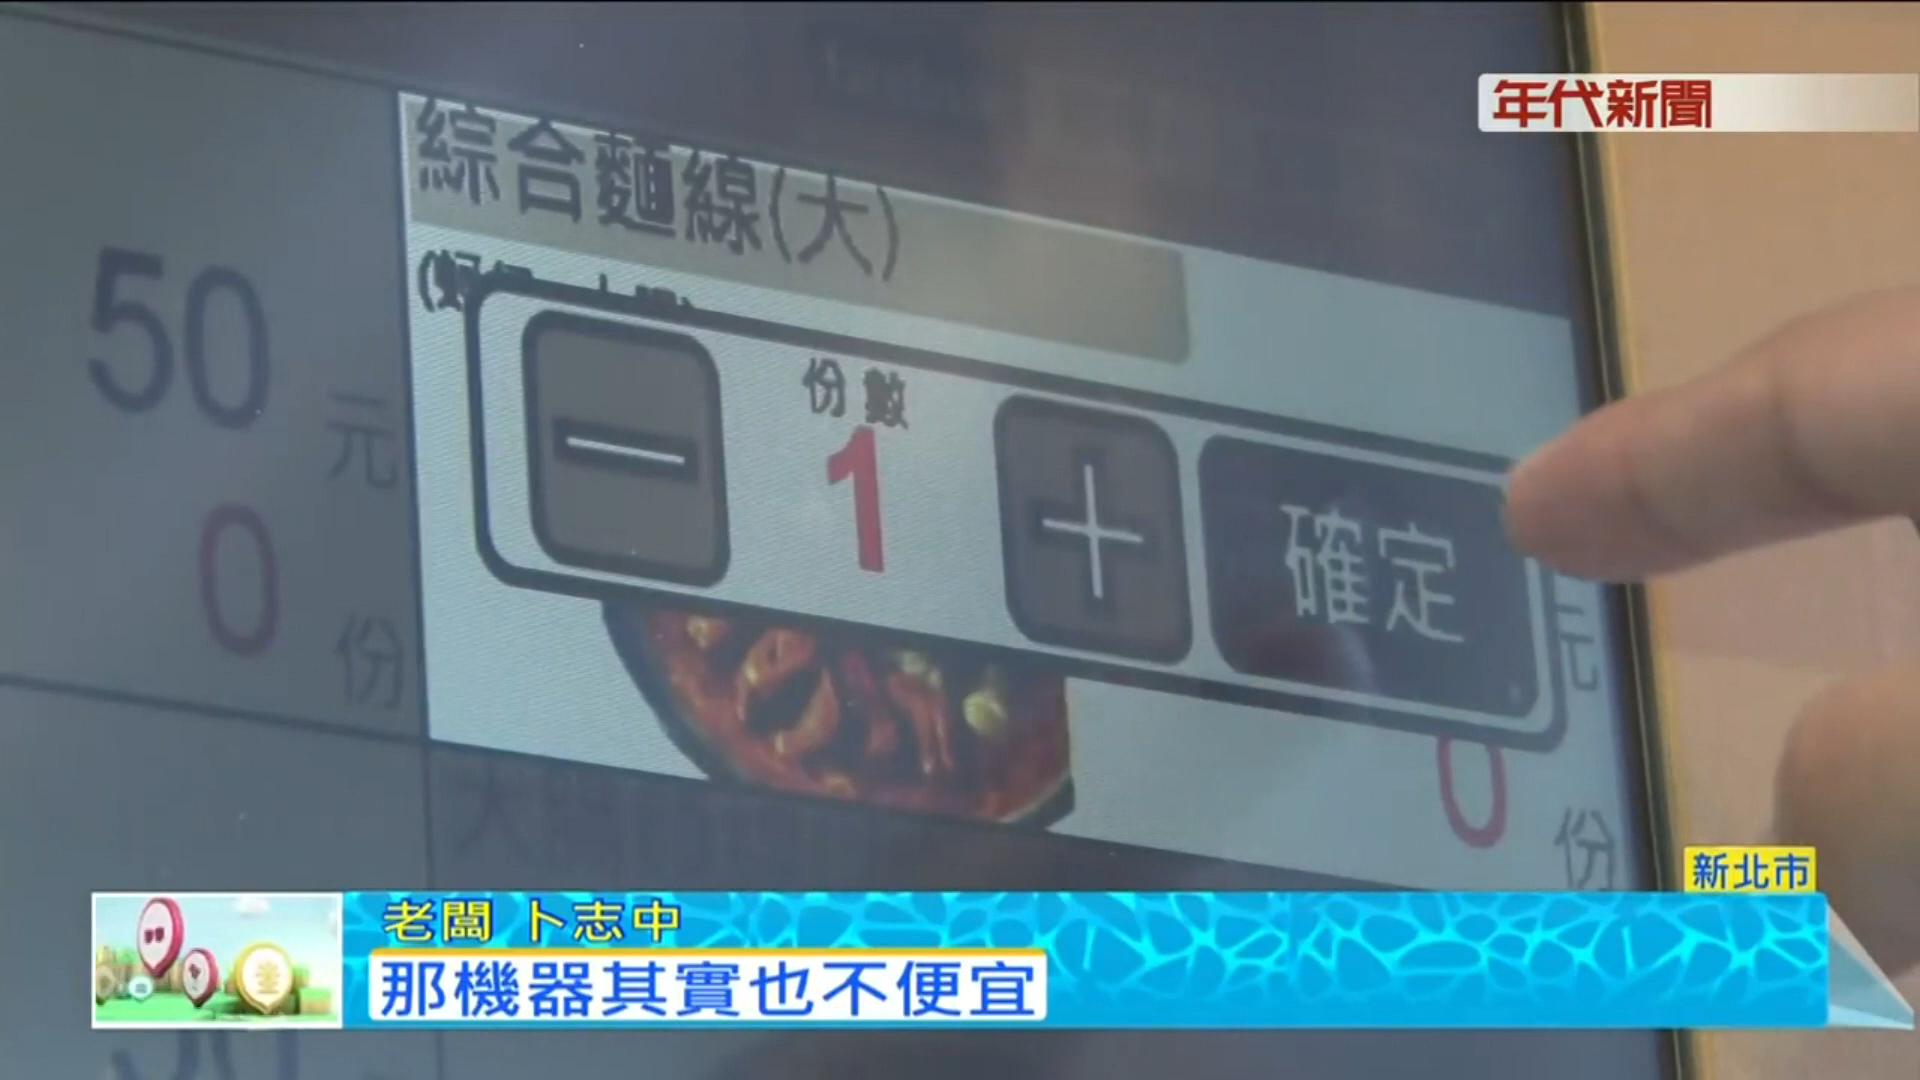 年代新聞
綜合麵線(大)
50 元
0 份
份數
1
確定
元
0
份
新北市
老闆 卜志中
那機器其實也不便宜